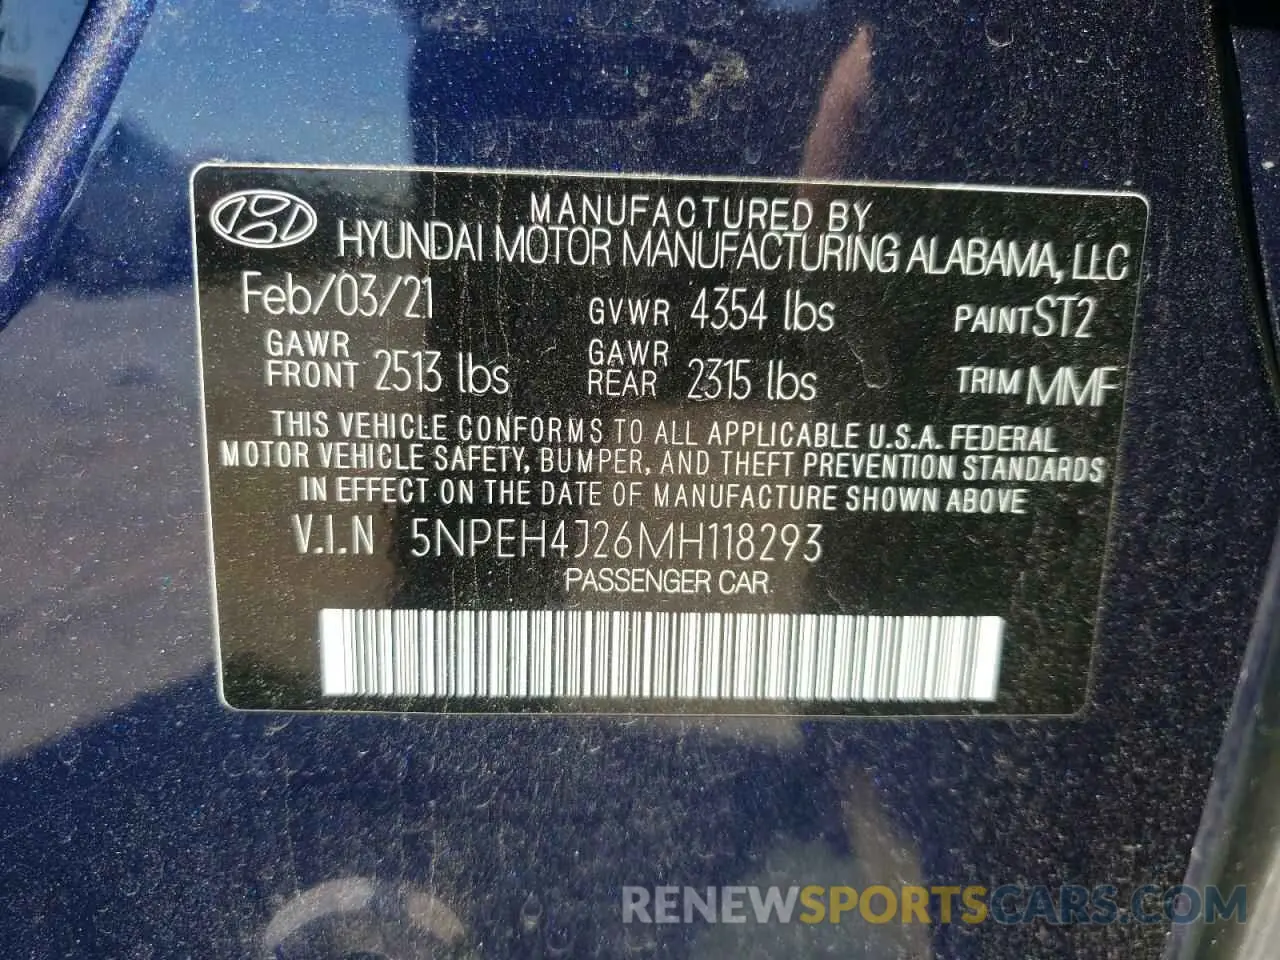 MANUFACTURED BY
HYUNDAI MOTOR MANUFACTURING ALABAMA, LLC
Feb/03/21 GVWR 4354 lbs PAINT ST2
GAWR FRONT 2513 lbs GAWR REAR 2315 lbs TRIM MMF
THIS VEHICLE CONFORMS TO ALL APPLICABLE U.S.A. FEDERAL
MOTOR VEHICLE SAFETY, BUMPER, AND THEFT PREVENTION STANDARDS
IN EFFECT ON THE DATE OF MANUFACTURE SHOWN ABOVE
V.I.N 5NPEH4J26MH118293
PASSENGER CAR
RENEWSPORTSCARS.COM